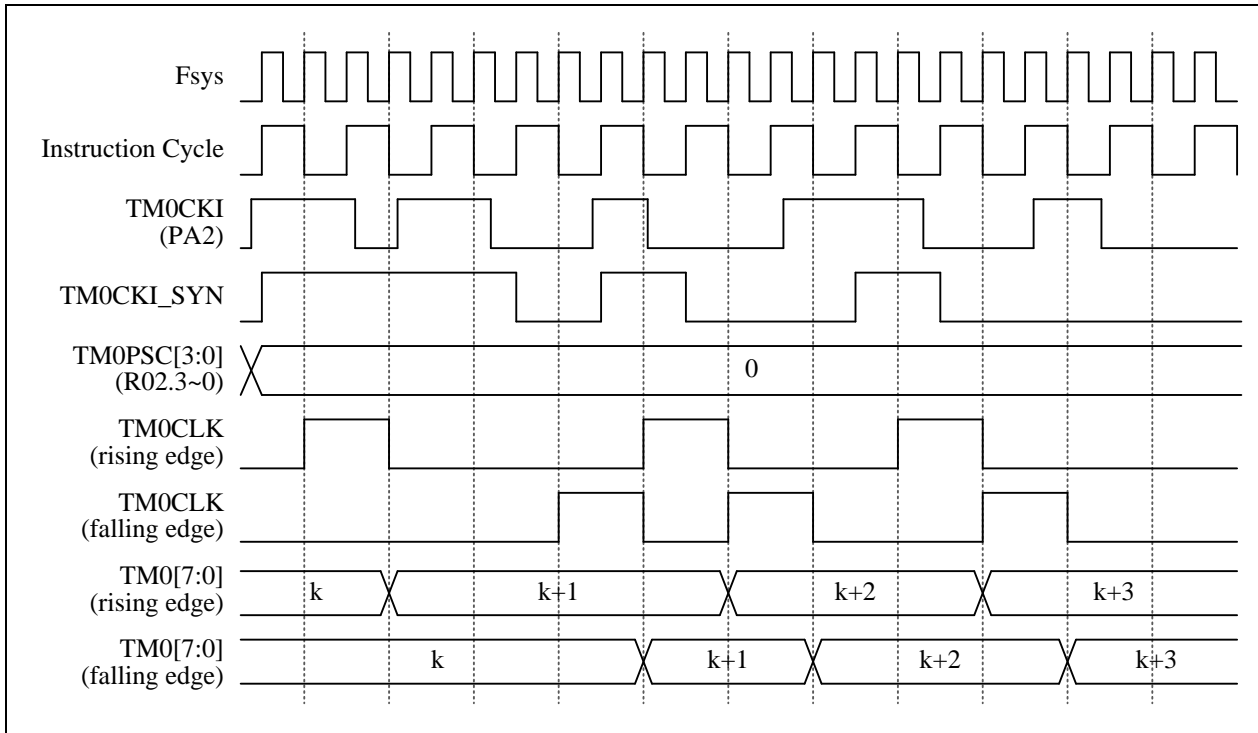 Fsys
Instruction Cycle
TM0CKI
(PA2)
TM0CKI_SYN
TM0PSC[3:0]
(R02.3~0)
0
TM0CLK
(rising edge)
TM0CLK
(falling edge)
TM0[7:0]
(rising edge)
k
k+1
k+2
k+3
TM0[7:0]
(falling edge)
k
k+1
k+2
k+3